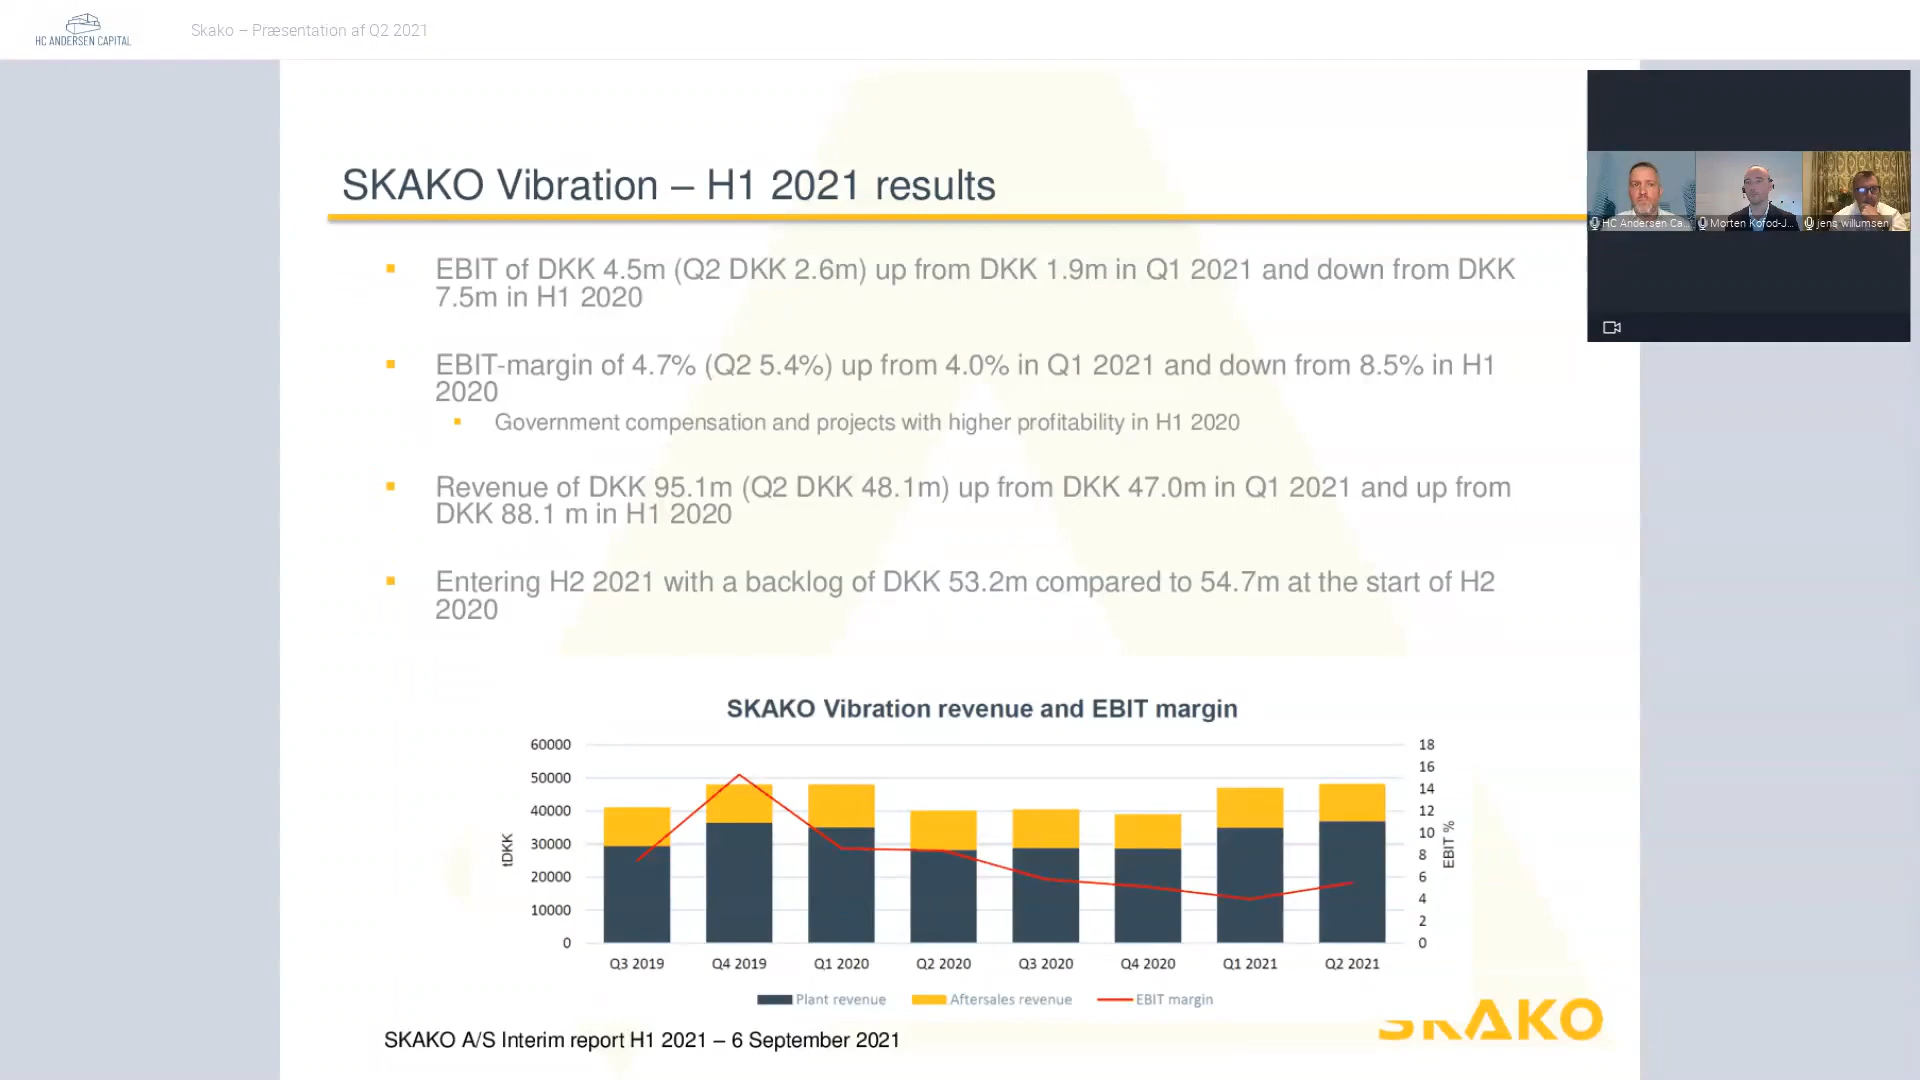 HC ANDERSEN CAPITAL
Skako – Præsentation af Q2 2021
SKAKO Vibration – H1 2021 results
HC Andersen Ca...
Morten Kofod-J...
jens willumsen
EBIT of DKK 4.5m (Q2 DKK 2.6m) up from DKK 1.9m in Q1 2021 and down from DKK
7.5m in H1 2020
EBIT-margin of 4.7% (Q2 5.4%) up from 4.0% in Q1 2021 and down from 8.5% in H1
2020
Government compensation and projects with higher profitability in H1 2020
Revenue of DKK 95.1m (Q2 DKK 48.1m) up from DKK 47.0m in Q1 2021 and up from
DKK 88.1 m in H1 2020
Entering H2 2021 with a backlog of DKK 53.2m compared to 54.7m at the start of H2
2020
SKAKO Vibration revenue and EBIT margin
60000
50000
40000
30000
20000
10000
0
tDKK
18
16
14
12
10
8
6
4
2
0
EBIT %
Q3 2019 Q4 2019 Q1 2020 Q2 2020 Q3 2020 Q4 2020 Q1 2021 Q2 2021
Plant revenue Aftersales revenue EBIT margin
SKAKO A/S Interim report H1 2021 – 6 September 2021
SKAKO